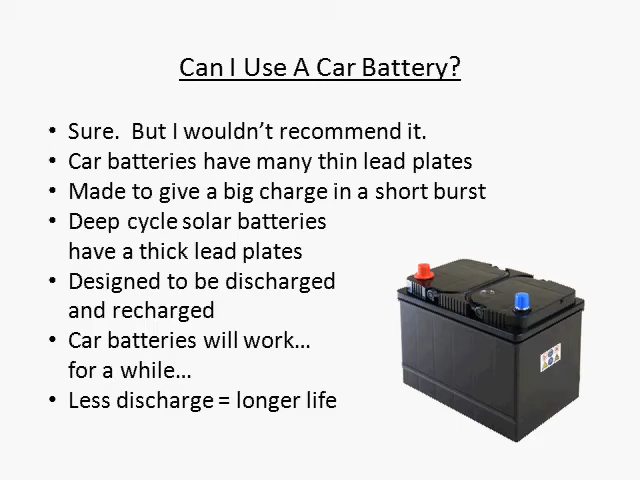 Can I Use A Car Battery?
• Sure.  But I wouldn't recommend it.
• Car batteries have many thin lead plates
• Made to give a big charge in a short burst
• Deep cycle solar batteries
have a thick lead plates
• Designed to be discharged
and recharged
• Car batteries will work…
for a while…
• Less discharge = longer life